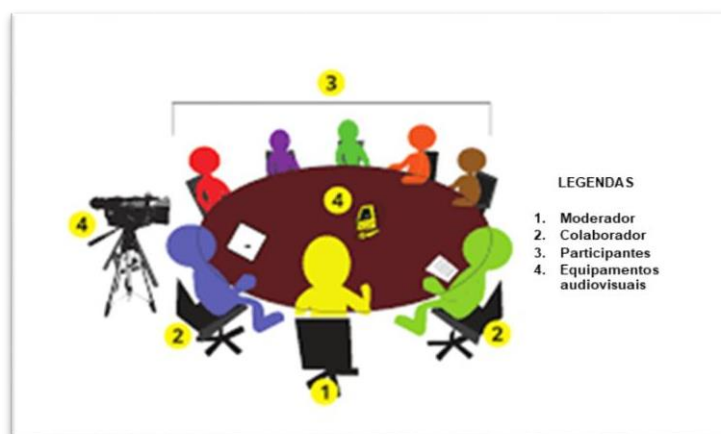 3
4
4
2
2
1
LEGENDAS
1. Moderador
2. Colaborador
3. Participantes
4. Equipamentos
audiovisuais